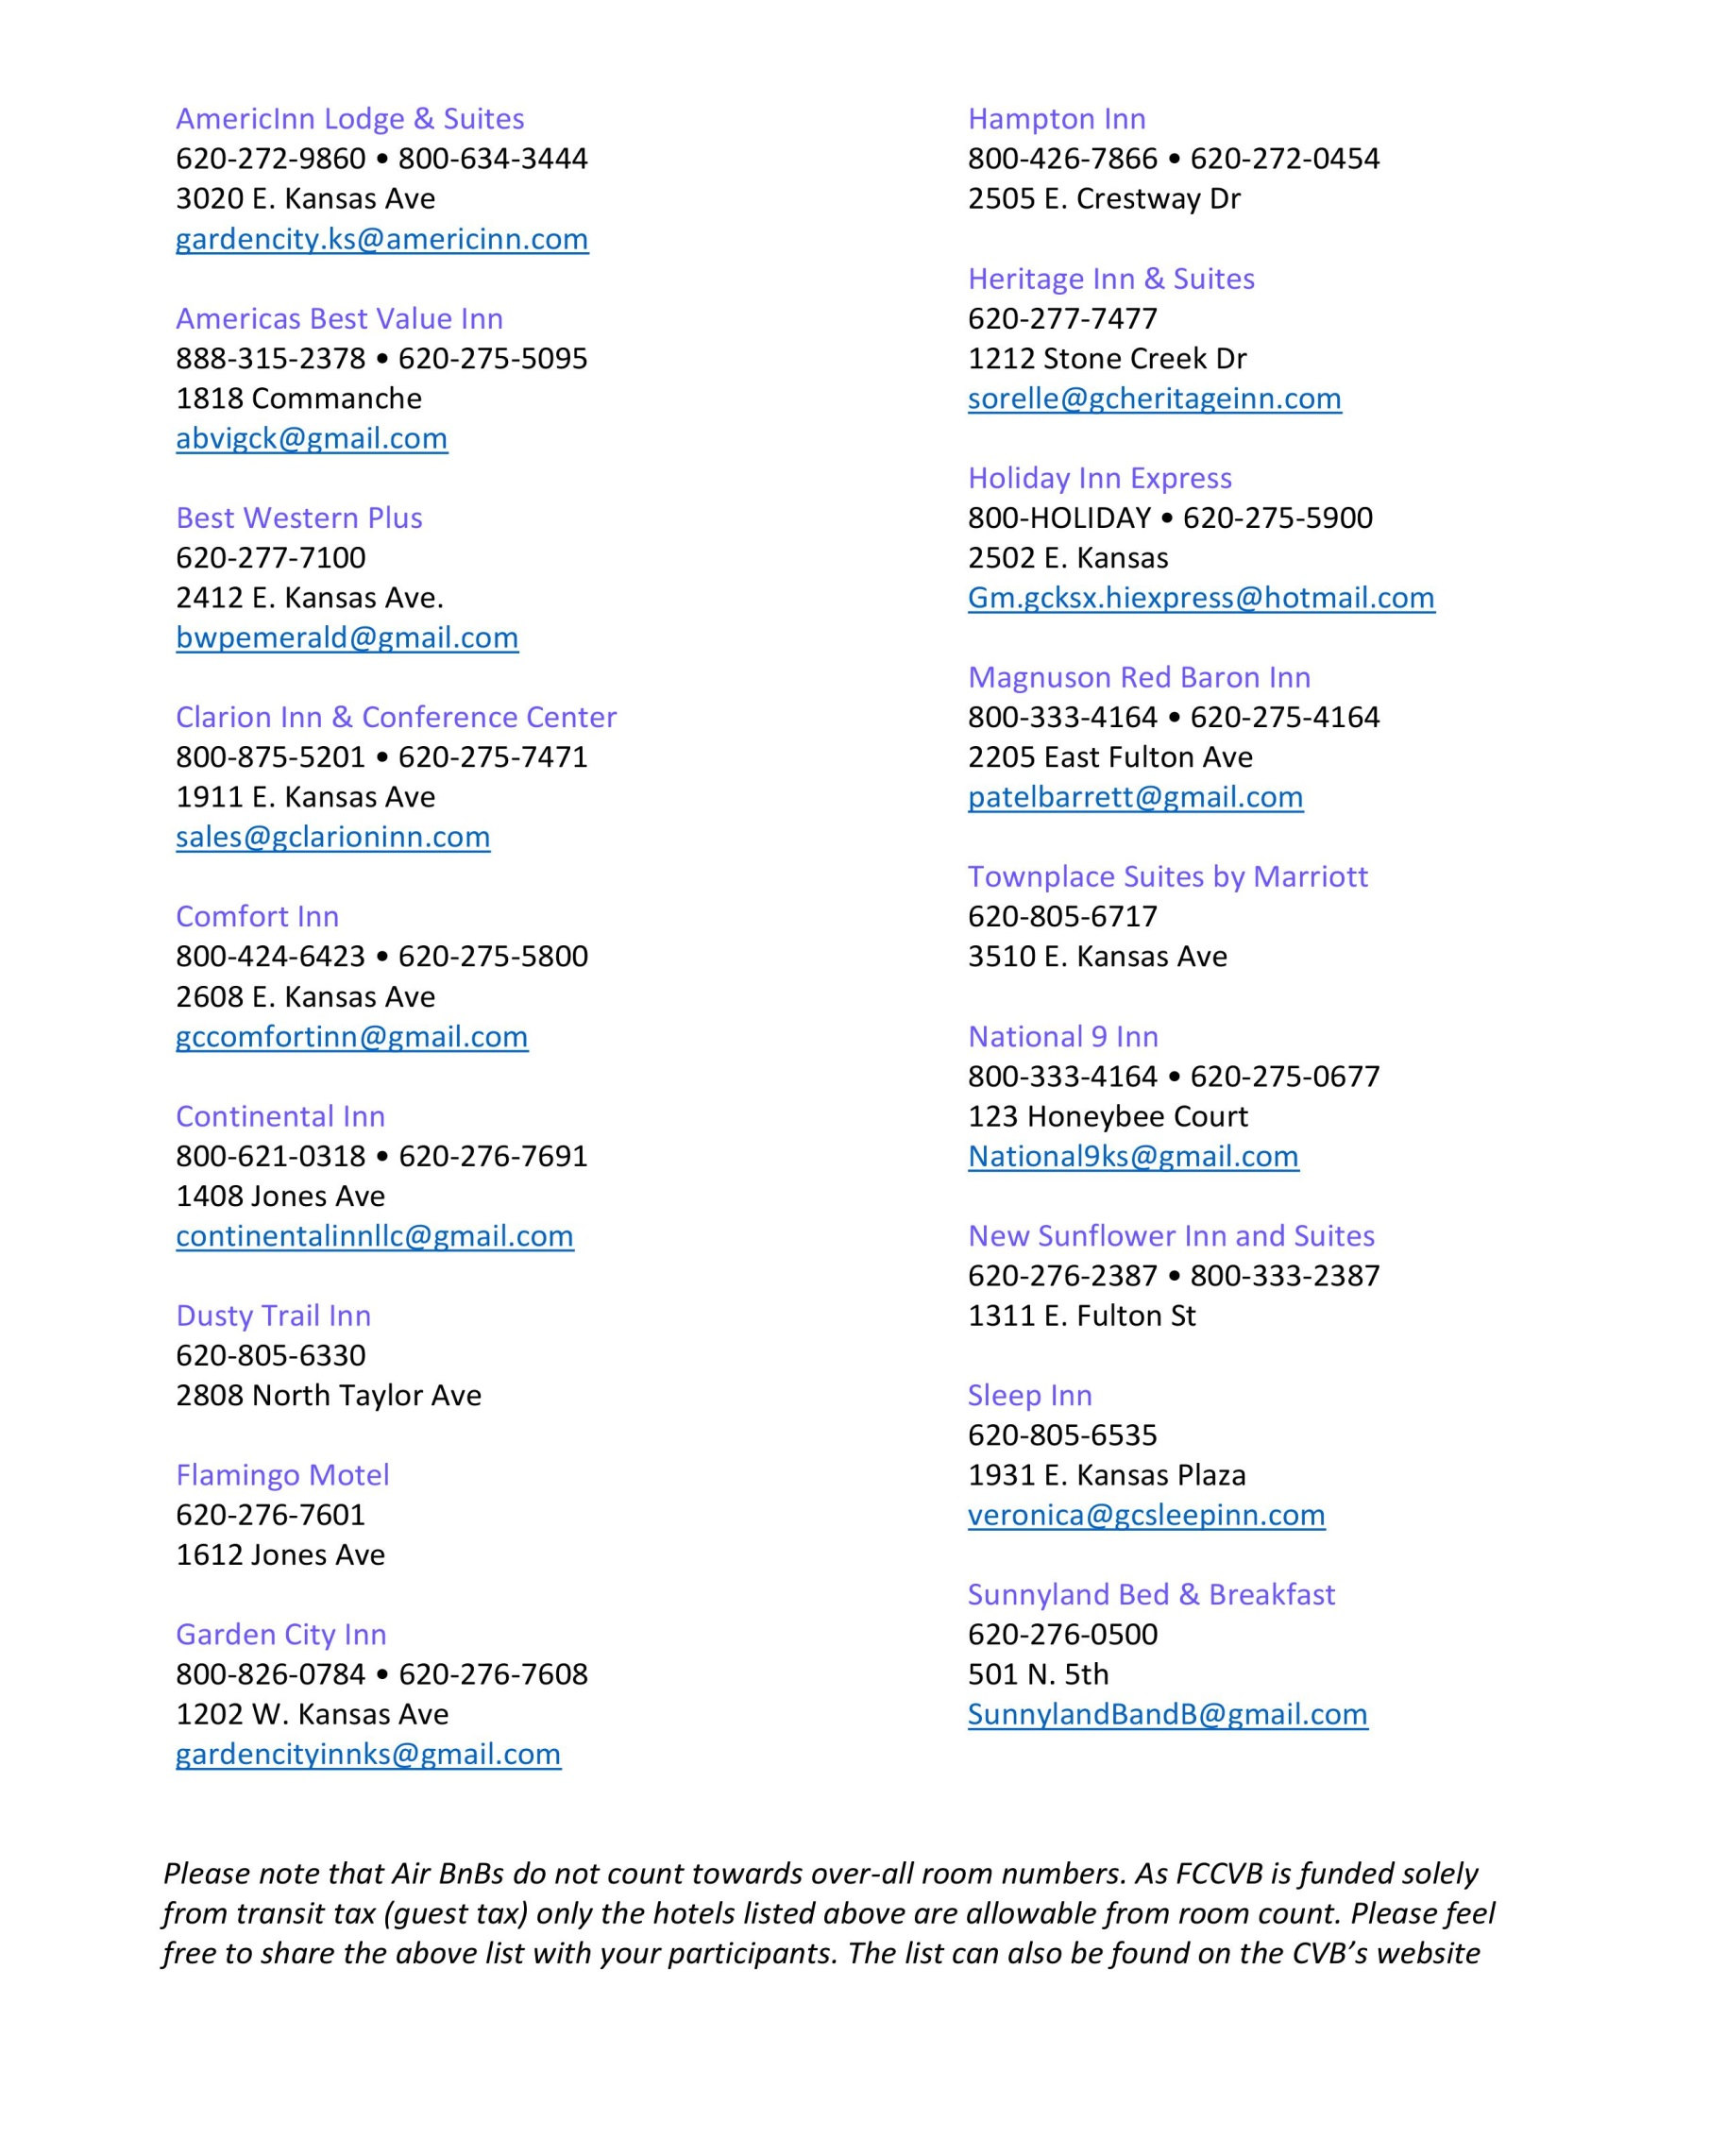 AmericInn Lodge & Suites
620-272-9860 • 800-634-3444
3020 E. Kansas Ave
gardencity.ks@americinn.com
Americas Best Value Inn
888-315-2378 • 620-275-5095
1818 Commanche
abvigck@gmail.com
Best Western Plus
620-277-7100
2412 E. Kansas Ave.
bwpemerald@gmail.com
Clarion Inn & Conference Center
800-875-5201 • 620-275-7471
1911 E. Kansas Ave
sales@gclarioninn.com
Comfort Inn
800-424-6423 • 620-275-5800
2608 E. Kansas Ave
gccomfortinn@gmail.com
Continental Inn
800-621-0318 • 620-276-7691
1408 Jones Ave
continentalinnllc@gmail.com
Dusty Trail Inn
620-805-6330
2808 North Taylor Ave
Flamingo Motel
620-276-7601
1612 Jones Ave
Garden City Inn
800-826-0784 • 620-276-7608
1202 W. Kansas Ave
gardencityinnks@gmail.com
Hampton Inn
800-426-7866 • 620-272-0454
2505 E. Crestway Dr
Heritage Inn & Suites
620-277-7477
1212 Stone Creek Dr
sorelle@gcheritageinn.com
Holiday Inn Express
800-HOLIDAY • 620-275-5900
2502 E. Kansas
Gm.gcksx.hiexpress@hotmail.com
Magnuson Red Baron Inn
800-333-4164 • 620-275-4164
2205 East Fulton Ave
patelbarrett@gmail.com
Townplace Suites by Marriott
620-805-6717
3510 E. Kansas Ave
National 9 Inn
800-333-4164 • 620-275-0677
123 Honeybee Court
National9ks@gmail.com
New Sunflower Inn and Suites
620-276-2387 • 800-333-2387
1311 E. Fulton St
Sleep Inn
620-805-6535
1931 E. Kansas Plaza
veronica@gcsleepinn.com
Sunnyland Bed & Breakfast
620-276-0500
501 N. 5th
SunnylandBandB@gmail.com
Please note that Air BnBs do not count towards over-all room numbers. As FCCVB is funded solely
from transit tax (guest tax) only the hotels listed above are allowable from room count. Please feel
free to share the above list with your participants. The list can also be found on the CVB’s website